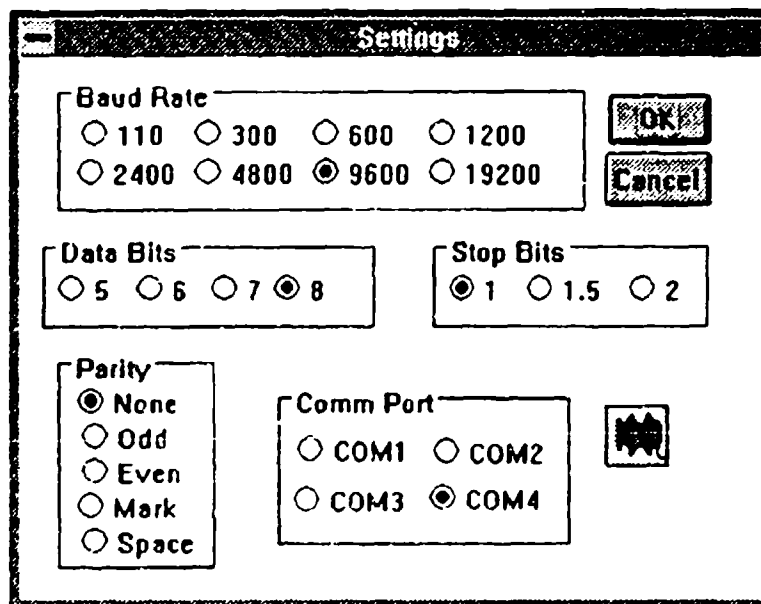 Settings
Baud Rate
110 300 600 1200
2400 4800 9600 19200
OK
Cancel
Data Bits
5 6 7 8
Stop Bits
1 1.5 2
Parity
None
Odd
Even
Mark
Space
Comm Port
COM1 COM2
COM3 COM4